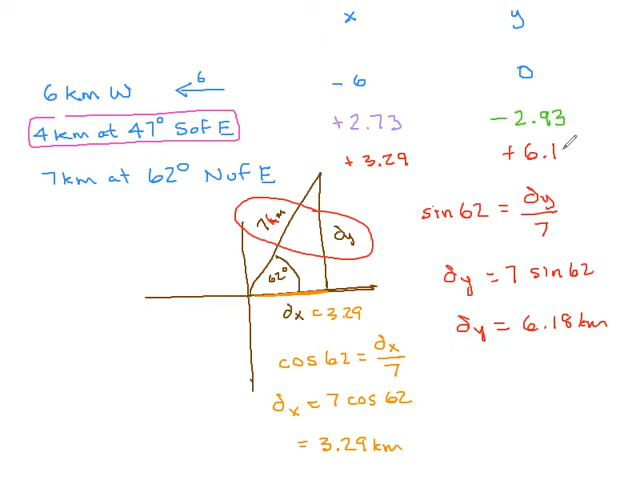 x y
6 km W ← 6 - 6 0
4 km at 47° S of E +2.73 - 2.93
7 km at 62° N of E + 3.29 + 6.1
7km
dy
62°
dx = 3.29
sin 62 = dy/7
dy = 7 sin 62
dy = 6.18 km
cos 62 = dx/7
dx = 7 cos 62
= 3.29 km